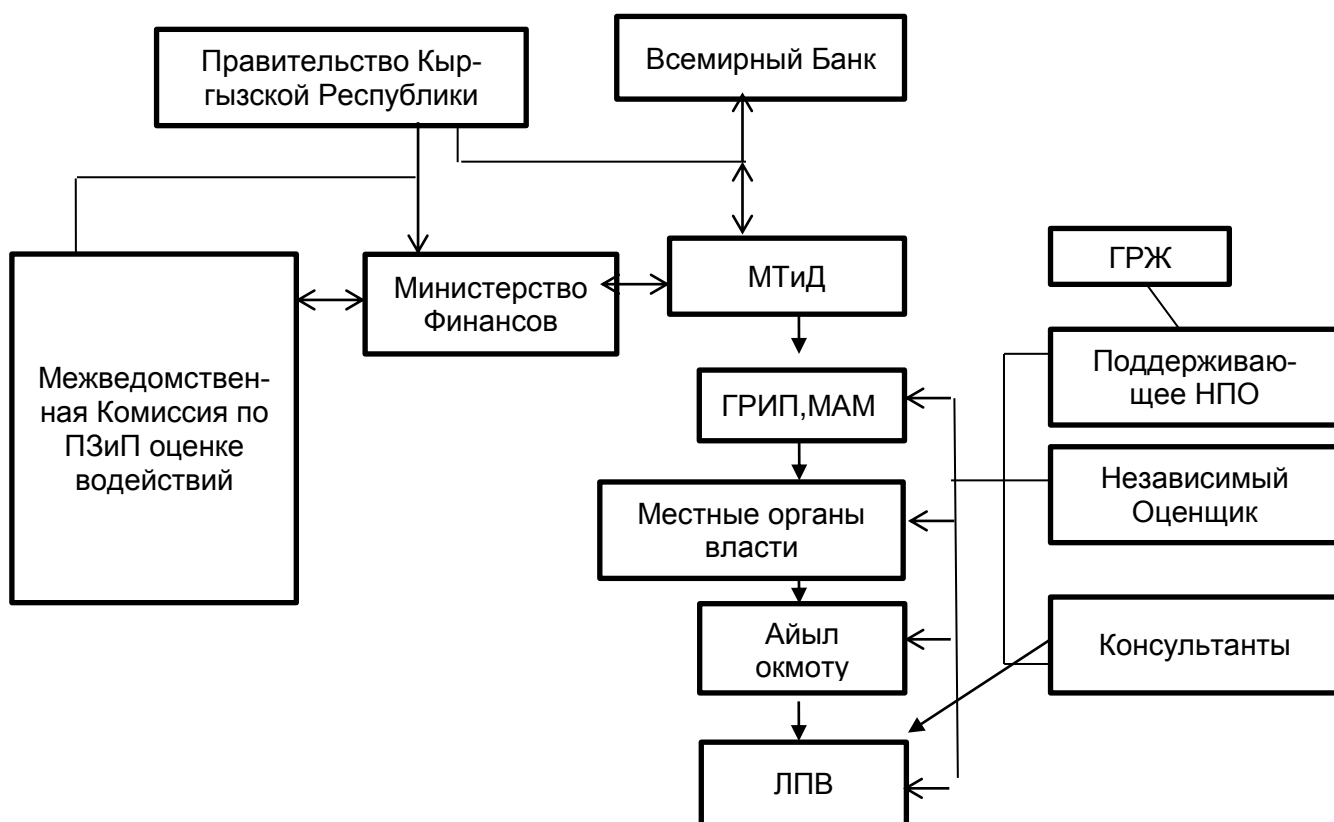 Правительство Кыр-
гызской Республики
Всемирный Банк
МТиД
ГРЖ
Министерство
Финансов
Межведомствен-
ная Комиссия по
ПЗиП оценке
водействий
Поддерживаю-
щее НПО
ГРИП,МАМ
Независимый
Оценщик
Местные органы
власти
Айыл
окмоту
Консультанты
ЛПВ